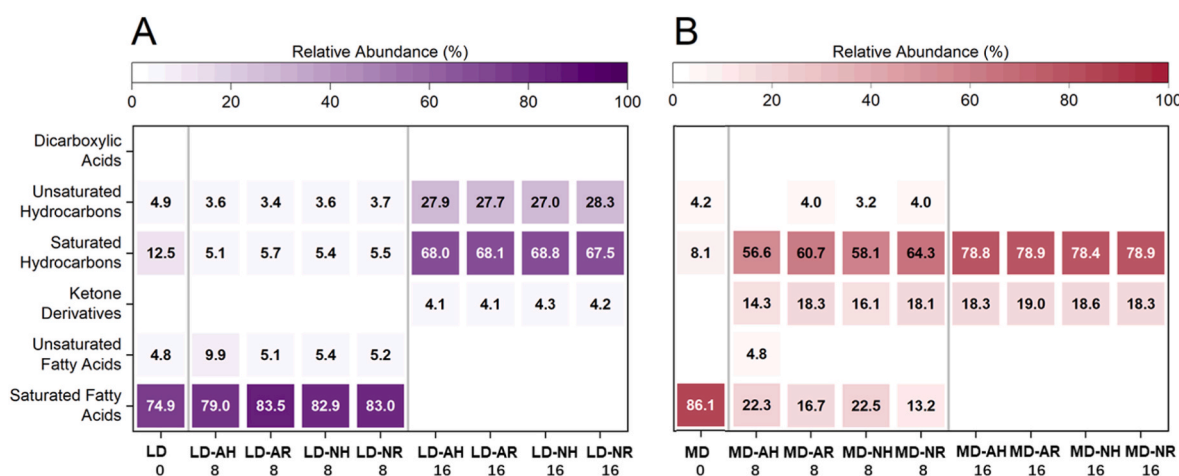 A
B
Relative Abundance (%)
Relative Abundance (%)
0 20 40 60 80 100
0 20 40 60 80 100
Dicarboxylic
Acids
Unsaturated
Hydrocarbons
4.9 3.6 3.4 3.6 3.7 27.9 27.7 27.0 28.3
4.2 4.0 3.2 4.0
Saturated
Hydrocarbons
12.5 5.1 5.7 5.4 5.5 68.0 68.1 68.8 67.5
8.1 56.6 60.7 58.1 64.3 78.8 78.9 78.4 78.9
Ketone
Derivatives
4.1 4.1 4.3 4.2
14.3 18.3 16.1 18.1 18.3 19.0 18.6 18.3
Unsaturated
Fatty Acids
4.8 9.9 5.1 5.4 5.2
4.8
Saturated Fatty
Acids
74.9 79.0 83.5 82.9 83.0
86.1 22.3 16.7 22.5 13.2
LD LD-AH LD-AR LD-NH LD-NR LD-AH LD-AR LD-NH LD-NR
0 8 8 8 8 16 16 16 16
MD MD-AH MD-AR MD-NH MD-NR MD-AH MD-AR MD-NH MD-NR
0 8 8 8 8 16 16 16 16